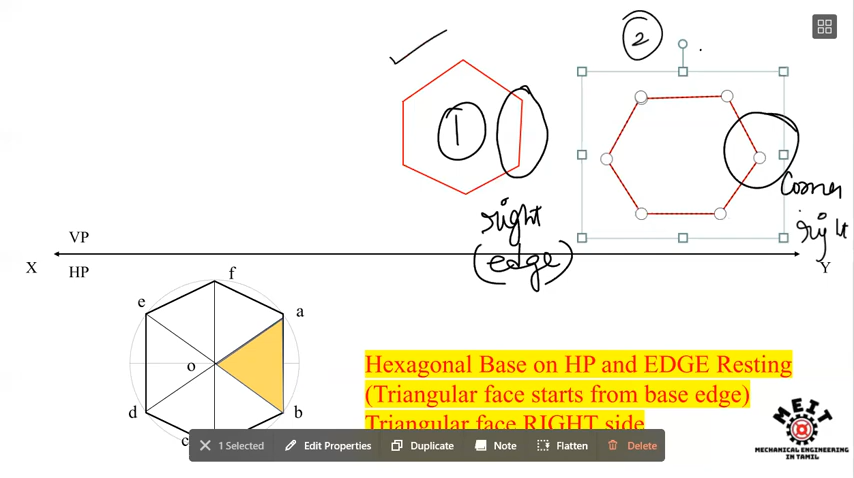 2
1
Corner
right
right
(edge)
VP
X
Y
HP
f
e
a
o
d
b
c
Hexagonal Base on HP and EDGE Resting
(Triangular face starts from base edge)
Triangular face RIGHT side
MEIT
MECHANICAL ENGINEERING
IN TAMIL
1 Selected
Edit Properties
Duplicate
Note
Flatten
Delete